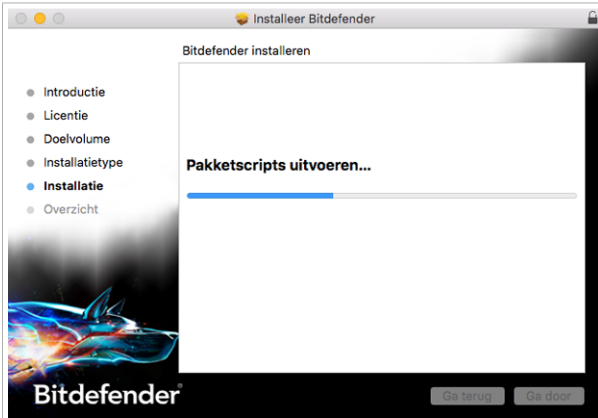 Installeer Bitdefender
Bitdefender installeren
Introductie
Licentie
Doelvolume
Installatietype
Installatie
Overzicht
Pakketscripts uitvoeren...
Bitdefender
Ga terug
Ga door